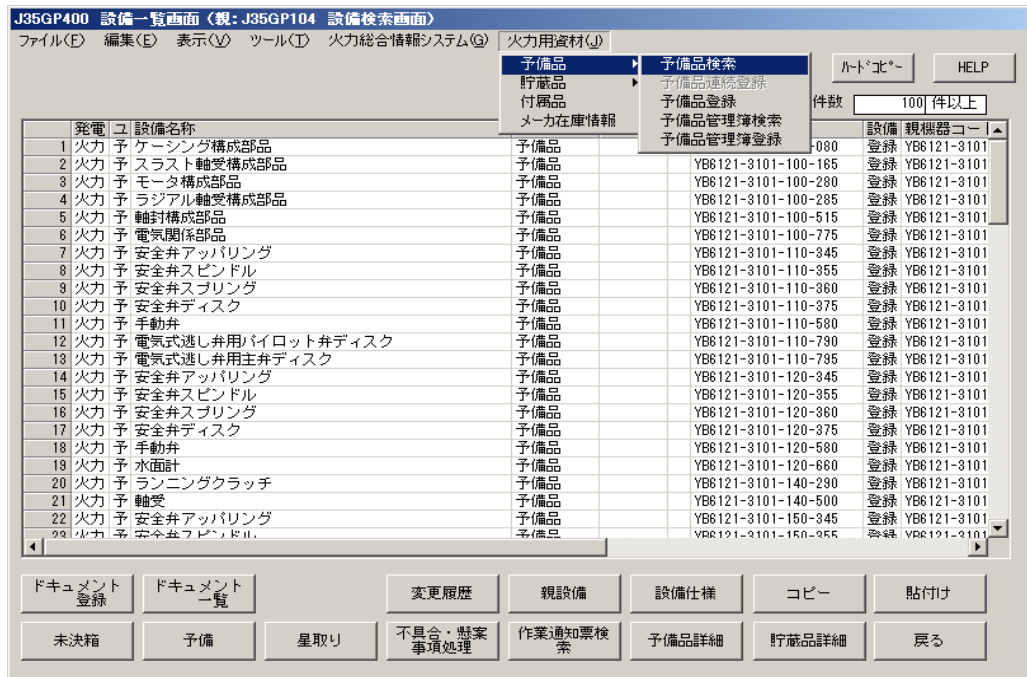 J35GP400 設備一覧画面（親：J35GP104 設備検索画面）
ファイル(F) 編集(E) 表示(V) ツール(T) 火力総合情報システム(G) 火力用資材(J)
予備品
貯蔵品
付属品
メーカ在庫情報
予備品検索
予備品連続登録
予備品登録
予備品管理簿検索
予備品管理簿登録
ﾊｰﾄﾞｺﾋﾟｰ HELP
件数 100 件以上
発電 ユ 設備名称 設備 親機器コード
1 火力 予 ケーシング構成部品 予備品 -080 登録 YB6121-3101
2 火力 予 スラスト軸受構成部品 予備品 YB6121-3101-100-165 登録 YB6121-3101
3 火力 予 モータ構成部品 予備品 YB6121-3101-100-280 登録 YB6121-3101
4 火力 予 ラジアル軸受構成部品 予備品 YB6121-3101-100-285 登録 YB6121-3101
5 火力 予 軸封構成部品 予備品 YB6121-3101-100-515 登録 YB6121-3101
6 火力 予 電気関係部品 予備品 YB6121-3101-100-775 登録 YB6121-3101
7 火力 予 安全弁アッパリング 予備品 YB6121-3101-110-345 登録 YB6121-3101
8 火力 予 安全弁スピンドル 予備品 YB6121-3101-110-355 登録 YB6121-3101
9 火力 予 安全弁スプリング 予備品 YB6121-3101-110-360 登録 YB6121-3101
10 火力 予 安全弁ディスク 予備品 YB6121-3101-110-375 登録 YB6121-3101
11 火力 予 手動弁 予備品 YB6121-3101-110-580 登録 YB6121-3101
12 火力 予 電気式逃し弁用パイロット弁ディスク 予備品 YB6121-3101-110-790 登録 YB6121-3101
13 火力 予 電気式逃し弁用主弁ディスク 予備品 YB6121-3101-110-795 登録 YB6121-3101
14 火力 予 安全弁アッパリング 予備品 YB6121-3101-120-345 登録 YB6121-3101
15 火力 予 安全弁スピンドル 予備品 YB6121-3101-120-355 登録 YB6121-3101
16 火力 予 安全弁スプリング 予備品 YB6121-3101-120-360 登録 YB6121-3101
17 火力 予 安全弁ディスク 予備品 YB6121-3101-120-375 登録 YB6121-3101
18 火力 予 手動弁 予備品 YB6121-3101-120-580 登録 YB6121-3101
19 火力 予 水面計 予備品 YB6121-3101-120-660 登録 YB6121-3101
20 火力 予 ランニングクラッチ 予備品 YB6121-3101-140-290 登録 YB6121-3101
21 火力 予 軸受 予備品 YB6121-3101-140-500 登録 YB6121-3101
22 火力 予 安全弁アッパリング 予備品 YB6121-3101-150-345 登録 YB6121-3101
23 火力 予 安全弁スピンドル 予備品 YB6121-3101-150-355 登録 YB6121-3101
ドキュメント登録 ドキュメント一覧 変更履歴 親設備 設備仕様 コピー 貼付け
未決箱 予備 星取り 不具合・懸案事項処理 作業通知票検索 予備品詳細 貯蔵品詳細 戻る